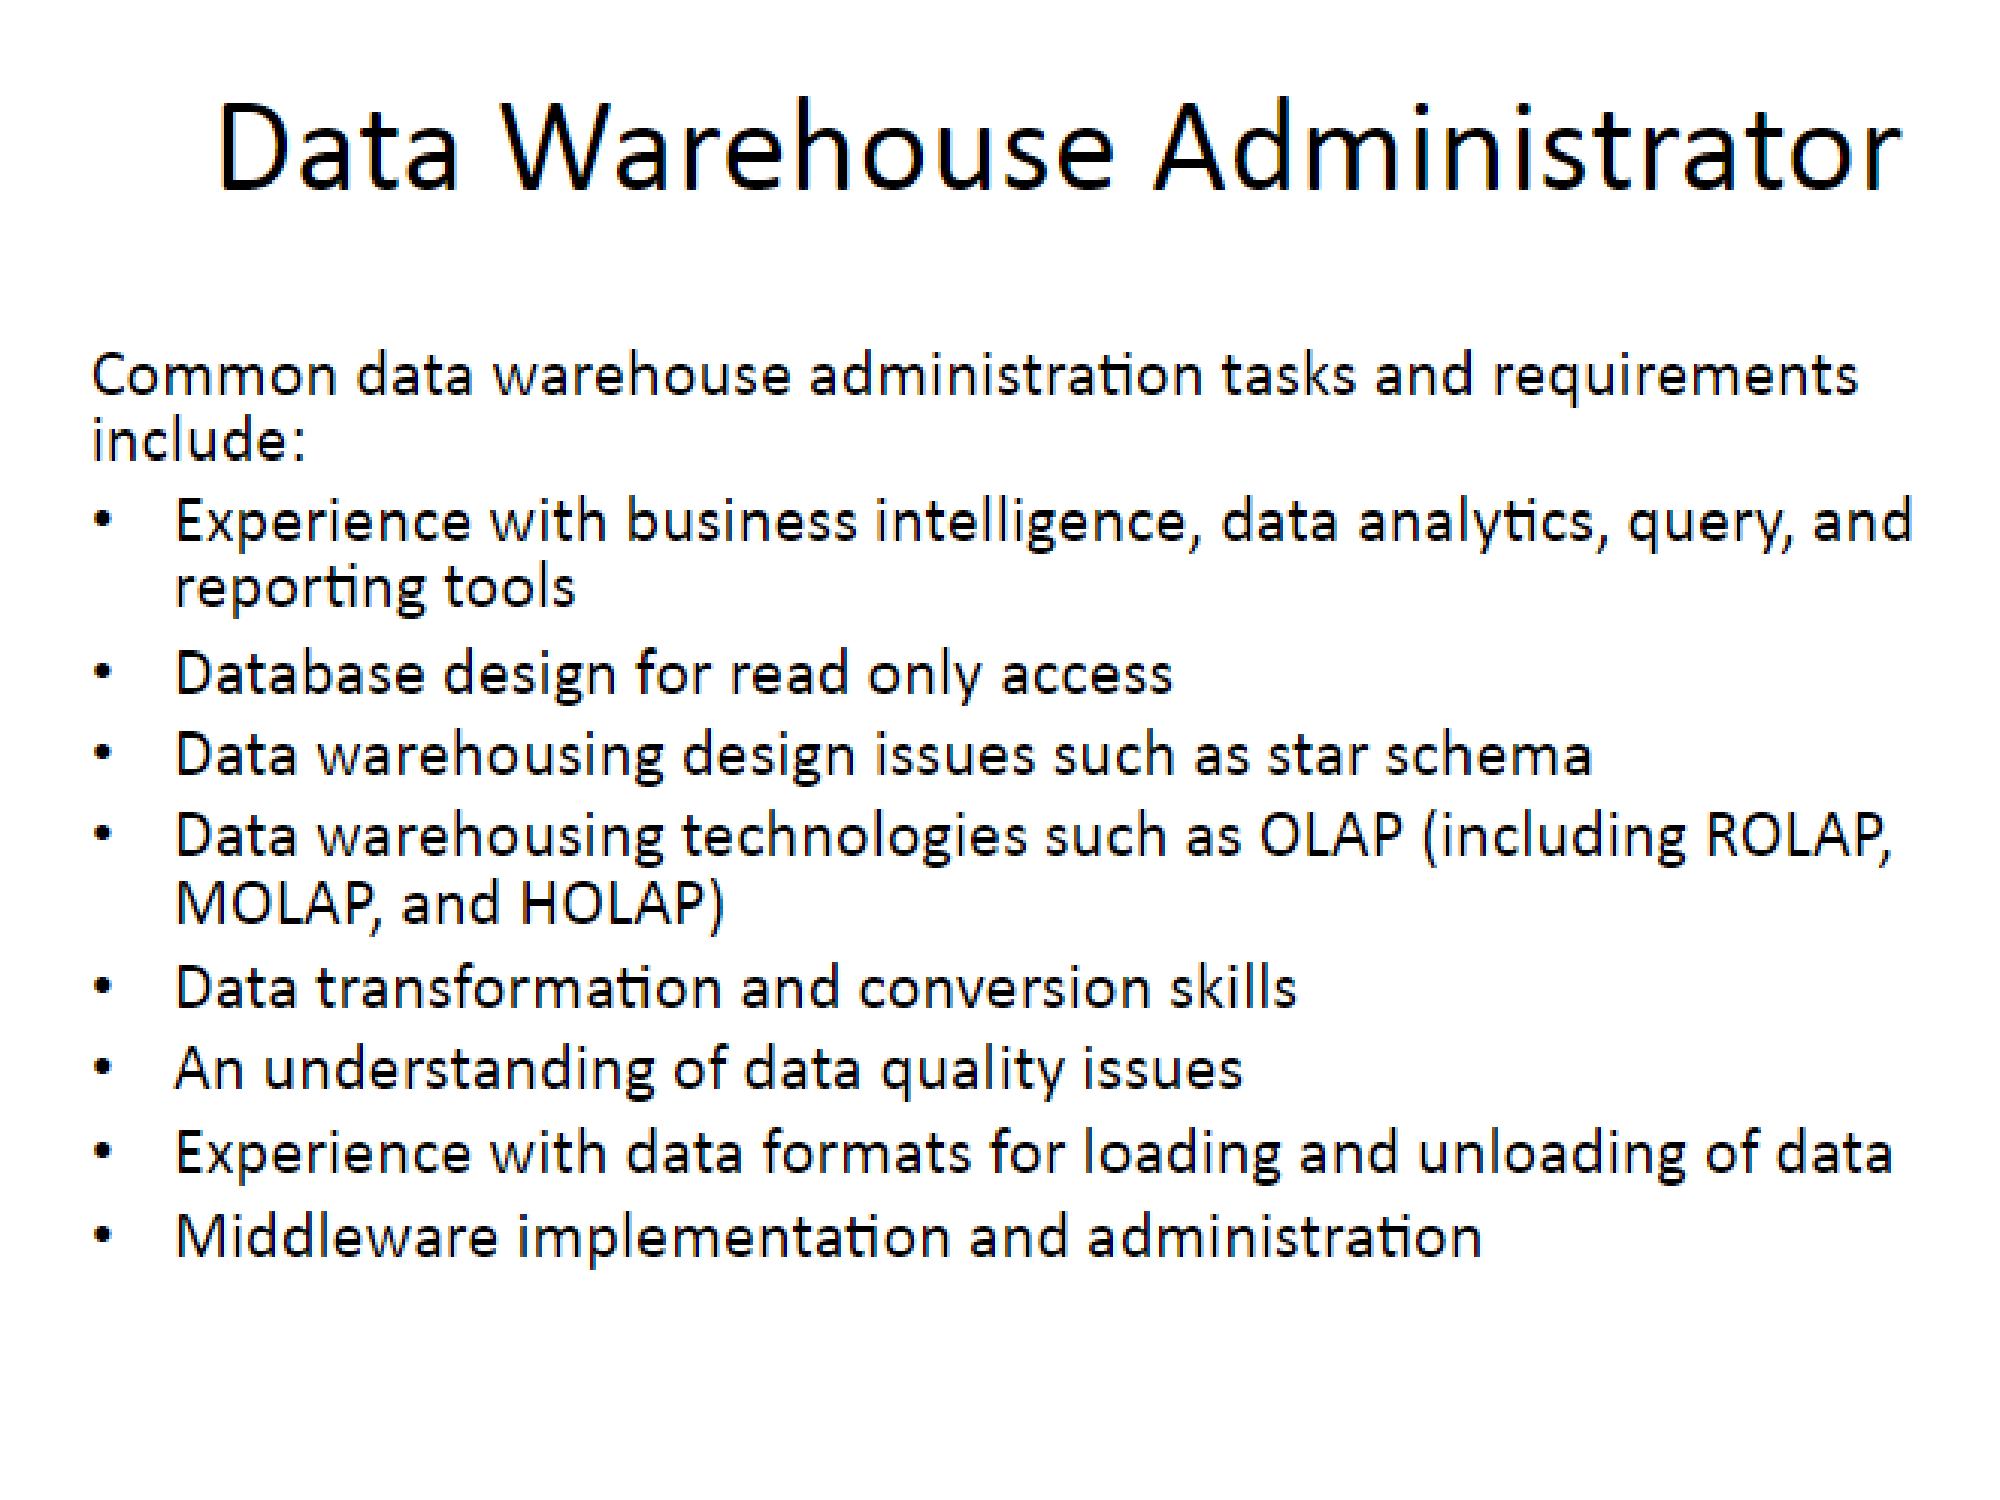 Data Warehouse Administrator
Common data warehouse administration tasks and requirements
include:
• Experience with business intelligence, data analytics, query, and
reporting tools
• Database design for read only access
• Data warehousing design issues such as star schema
• Data warehousing technologies such as OLAP (including ROLAP,
MOLAP, and HOLAP)
• Data transformation and conversion skills
• An understanding of data quality issues
• Experience with data formats for loading and unloading of data
• Middleware implementation and administration